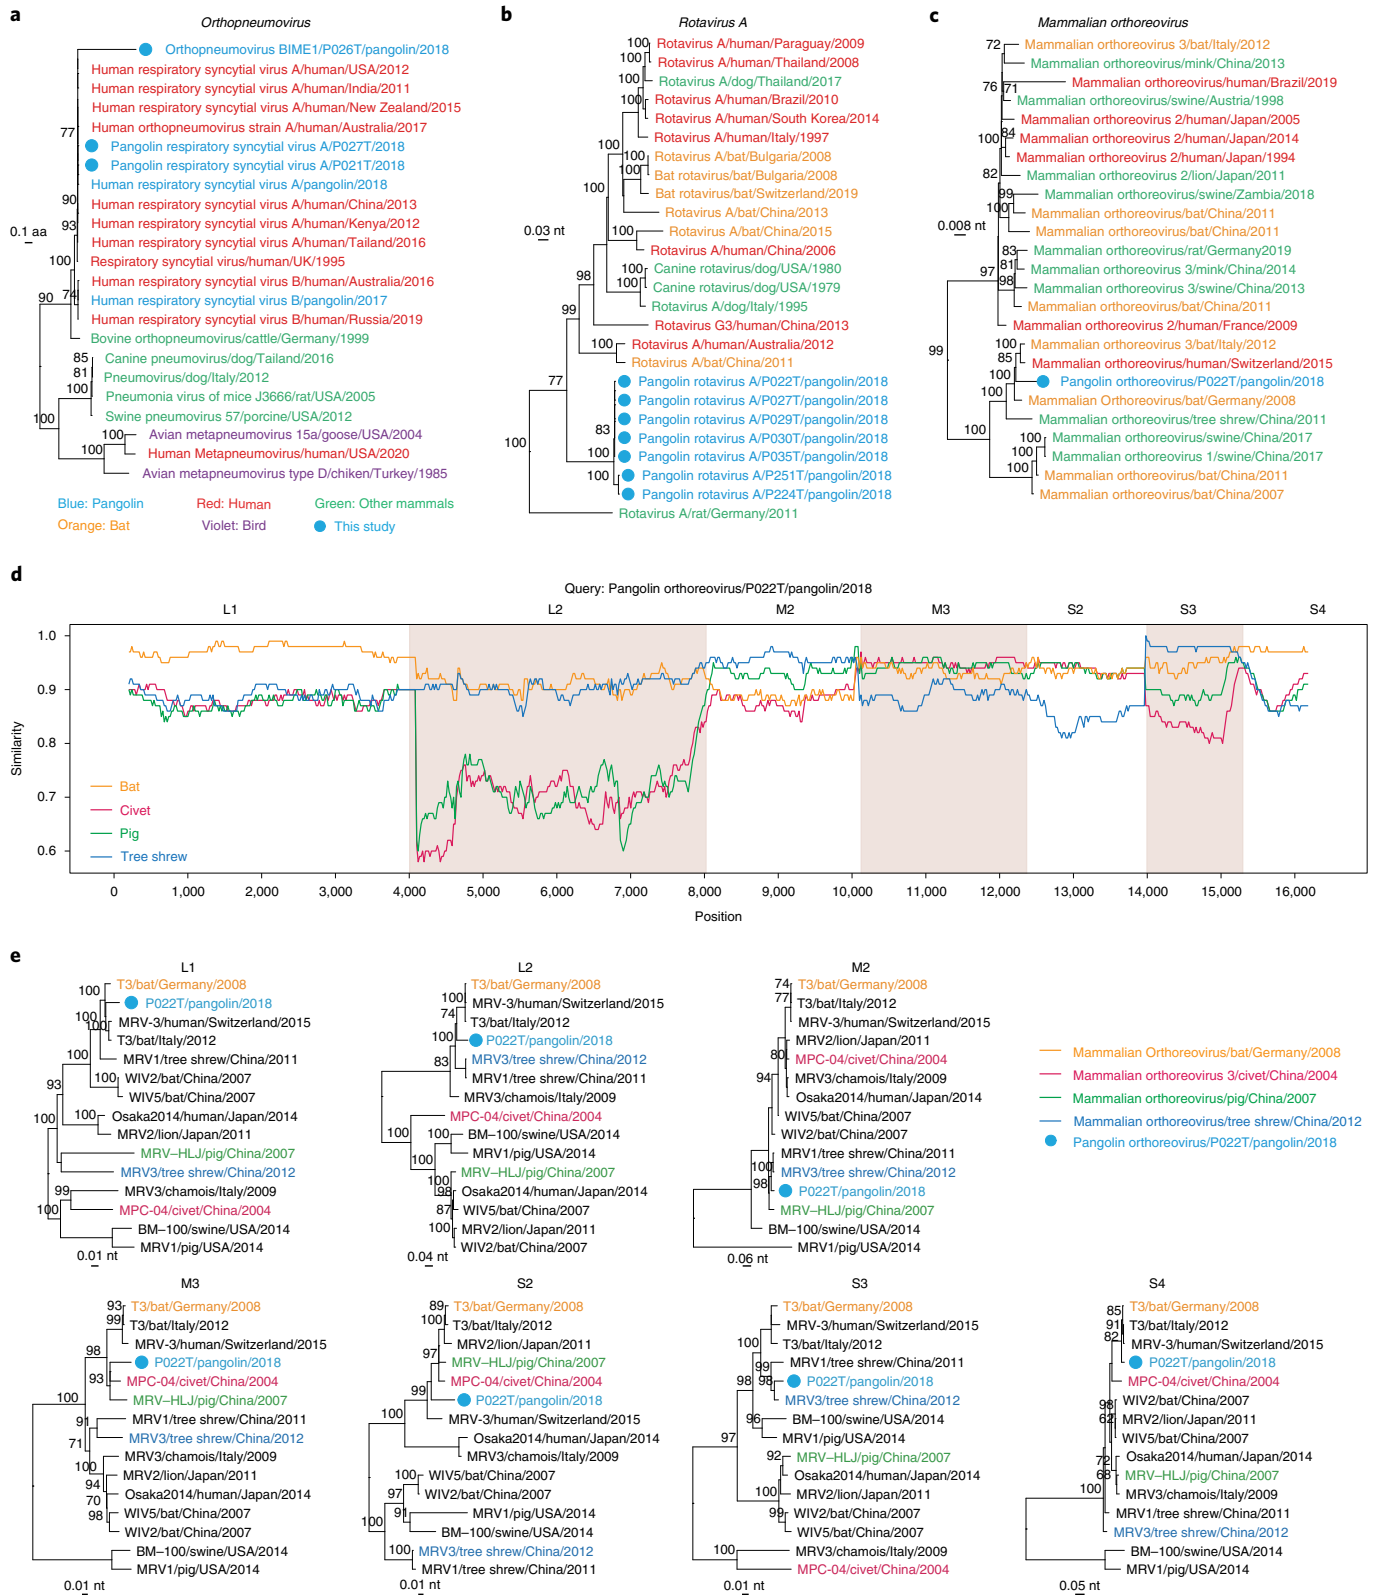 a
Orthopneumovirus
Orthopneumovirus BIME1/P026T/pangolin/2018
Human respiratory syncytial virus A/human/USA/2012
Human respiratory syncytial virus A/human/India/2011
Human respiratory syncytial virus A/human/New Zealand/2015
Human orthopneumovirus strain A/human/Australia/2017
77
Pangolin respiratory syncytial virus A/P027T/2018
Pangolin respiratory syncytial virus A/P021T/2018
Human respiratory syncytial virus A/pangolin/2018
90
Human respiratory syncytial virus A/human/China/2013
93
Human respiratory syncytial virus A/human/Kenya/2012
0.1 aa
Human respiratory syncytial virus A/human/Tailand/2016
100
Respiratory syncytial virus/human/UK/1995
Human respiratory syncytial virus B/human/Australia/2016
90
74
Human respiratory syncytial virus B/pangolin/2017
Human respiratory syncytial virus B/human/Russia/2019
Bovine orthopneumovirus/cattle/Germany/1999
85
Canine pneumovirus/dog/Tailand/2016
81
Pneumovirus/dog/Italy/2012
100
Pneumonia virus of mice J3666/rat/USA/2005
100
Swine pneumovirus 57/porcine/USA/2012
100
Avian metapneumovirus 15a/goose/USA/2004
100
Human Metapneumovirus/human/USA/2020
Avian metapneumovirus type D/chiken/Turkey/1985
Blue: Pangolin
Red: Human
Green: Other mammals
Orange: Bat
Violet: Bird
This study
b
Rotavirus A
100
Rotavirus A/human/Paraguay/2009
100
Rotavirus A/human/Thailand/2008
Rotavirus A/dog/Thailand/2017
100
Rotavirus A/human/Brazil/2010
Rotavirus A/human/South Korea/2014
Rotavirus A/human/Italy/1997
100
100
Rotavirus A/bat/Bulgaria/2008
100
Bat rotavirus/bat/Bulgaria/2008
100
Bat rotavirus/bat/Switzerland/2019
Rotavirus A/bat/China/2013
0.03 nt
100
Rotavirus A/bat/China/2015
Rotavirus A/human/China/2006
98
100
Canine rotavirus/dog/USA/1980
100
Canine rotavirus/dog/USA/1979
Rotavirus A/dog/Italy/1995
99
Rotavirus G3/human/China/2013
100
Rotavirus A/human/Australia/2012
Rotavirus A/bat/China/2011
77
Pangolin rotavirus A/P022T/pangolin/2018
Pangolin rotavirus A/P027T/pangolin/2018
Pangolin rotavirus A/P029T/pangolin/2018
83
Pangolin rotavirus A/P030T/pangolin/2018
100
Pangolin rotavirus A/P035T/pangolin/2018
100
Pangolin rotavirus A/P251T/pangolin/2018
100
Pangolin rotavirus A/P224T/pangolin/2018
Rotavirus A/rat/Germany/2011
c
Mammalian orthoreovirus
72
Mammalian orthoreovirus 3/bat/Italy/2012
Mammalian orthoreovirus/mink/China/2013
76
71
Mammalian orthoreovirus/human/Brazil/2019
Mammalian orthoreovirus/swine/Austria/1998
Mammalian orthoreovirus 2/human/Japan/2005
100
84
Mammalian orthoreovirus 2/human/Japan/2014
Mammalian orthoreovirus 2/human/Japan/1994
82
Mammalian orthoreovirus 2/lion/Japan/2011
99
Mammalian orthoreovirus/swine/Zambia/2018
100
Mammalian orthoreovirus/bat/China/2011
0.008 nt
Mammalian orthoreovirus/bat/China/2011
83
Mammalian orthoreovirus/rat/Germany2019
97
81
Mammalian orthoreovirus 3/mink/China/2014
98
Mammalian orthoreovirus 3/swine/China/2013
Mammalian orthoreovirus/bat/China/2011
Mammalian orthoreovirus 2/human/France/2009
99
100
Mammalian orthoreovirus 3/bat/Italy/2012
85
Mammalian orthoreovirus/human/Switzerland/2015
100
Pangolin orthoreovirus/P022T/pangolin/2018
100
Mammalian Orthoreovirus/bat/Germany/2008
Mammalian orthoreovirus/tree shrew/China/2011
100
100
Mammalian orthoreovirus/swine/China/2017
100
Mammalian orthoreovirus 1/swine/China/2017
100
Mammalian orthoreovirus/bat/China/2011
Mammalian orthoreovirus/bat/China/2007
d
Query: Pangolin orthoreovirus/P022T/pangolin/2018
L1 L2 M2 M3 S2 S3 S4
Similarity
1.0
0.9
0.8
0.7
0.6
Bat
Civet
Pig
Tree shrew
0 1,000 2,000 3,000 4,000 5,000 6,000 7,000 8,000 9,000 10,000 11,000 12,000 13,000 14,000 15,000 16,000
Position
e
L1
100
T3/bat/Germany/2008
P022T/pangolin/2018
100
100
MRV-3/human/Switzerland/2015
T3/bat/Italy/2012
100
MRV1/tree shrew/China/2011
93
100
WIV2/bat/China/2007
WIV5/bat/China/2007
100
100
Osaka2014/human/Japan/2014
MRV2/lion/Japan/2011
MRV–HLJ/pig/China/2007
MRV3/tree shrew/China/2012
99
MRV3/chamois/Italy/2009
100
MPC-04/civet/China/2004
BM-100/swine/USA/2014
MRV1/pig/USA/2014
0.01 nt
L2
T3/bat/Germany/2008
100
MRV-3/human/Switzerland/2015
74
T3/bat/Italy/2012
100
P022T/pangolin/2018
83
MRV3/tree shrew/China/2012
MRV1/tree shrew/China/2011
MRV3/chamois/Italy/2009
MPC-04/civet/China/2004
100
100
BM–100/swine/USA/2014
MRV1/pig/USA/2014
100
MRV–HLJ/pig/China/2007
100
98
Osaka2014/human/Japan/2014
87
WIV5/bat/China/2007
100
MRV2/lion/Japan/2011
WIV2/bat/China/2007
0.04 nt
M2
74
T3/bat/Germany/2008
77
T3/bat/Italy/2012
MRV-3/human/Switzerland/2015
MRV2/lion/Japan/2011
80
MPC-04/civet/China/2004
94
MRV3/chamois/Italy/2009
Osaka2014/human/Japan/2014
WIV5/bat/China/2007
WIV2/bat/China/2007
MRV1/tree shrew/China/2011
100
MRV3/tree shrew/China/2012
98
P022T/pangolin/2018
MRV–HLJ/pig/China/2007
BM-100/swine/USA/2014
MRV1/pig/USA/2014
0.06 nt
Mammalian Orthoreovirus/bat/Germany/2008
Mammalian orthoreovirus 3/civet/China/2004
Mammalian orthoreovirus/pig/China/2007
Mammalian orthoreovirus/tree shrew/China/2012
Pangolin orthoreovirus/P022T/pangolin/2018
M3
93
T3/bat/Germany/2008
99
T3/bat/Italy/2012
MRV-3/human/Switzerland/2015
98
P022T/pangolin/2018
93
MPC-04/civet/China/2004
MRV–HLJ/pig/China/2007
100
91
MRV1/tree shrew/China/2011
MRV3/tree shrew/China/2012
71
MRV3/chamois/Italy/2009
100
MRV2/lion/Japan/2011
94
Osaka2014/human/Japan/2014
70
98
WIV5/bat/China/2007
WIV2/bat/China/2007
BM–100/swine/USA/2014
MRV1/pig/USA/2014
0.01 nt
S2
89
T3/bat/Germany/2008
100
T3/bat/Italy/2012
MRV2/lion/Japan/2011
97
MRV–HLJ/pig/China/2007
MPC-04/civet/China/2004
99
P022T/pangolin/2018
100
MRV-3/human/Switzerland/2015
Osaka2014/human/Japan/2014
MRV3/chamois/Italy/2009
100
WIV5/bat/China/2007
97
WIV2/bat/China/2007
91
MRV1/pig/USA/2014
100
BM–100/swine/USA/2014
100
MRV3/tree shrew/China/2012
MRV1/tree shrew/China/2011
0.01 nt
S3
T3/bat/Germany/2008
MRV-3/human/Switzerland/2015
100
T3/bat/Italy/2012
99
MRV1/tree shrew/China/2011
98
98
P022T/pangolin/2018
MRV3/tree shrew/China/2012
96
BM–100/swine/USA/2014
97
MRV1/pig/USA/2014
92
MRV–HLJ/pig/China/2007
Osaka2014/human/Japan/2014
100
MRV2/lion/Japan/2011
99
WIV2/bat/China/2007
WIV5/bat/China/2007
100
MRV3/chamois/Italy/2009
MPC-04/civet/China/2004
0.01 nt
S4
85
T3/bat/Germany/2008
91
T3/bat/Italy/2012
82
MRV-3/human/Switzerland/2015
P022T/pangolin/2018
MPC-04/civet/China/2004
98
WIV2/bat/China/2007
62
MRV2/lion/Japan/2011
WIV5/bat/China/2007
72
Osaka2014/human/Japan/2014
68
MRV–HLJ/pig/China/2007
100
MRV3/chamois/Italy/2009
MRV1/tree shrew/China/2011
MRV3/tree shrew/China/2012
BM–100/swine/USA/2014
MRV1/pig/USA/2014
0.05 nt